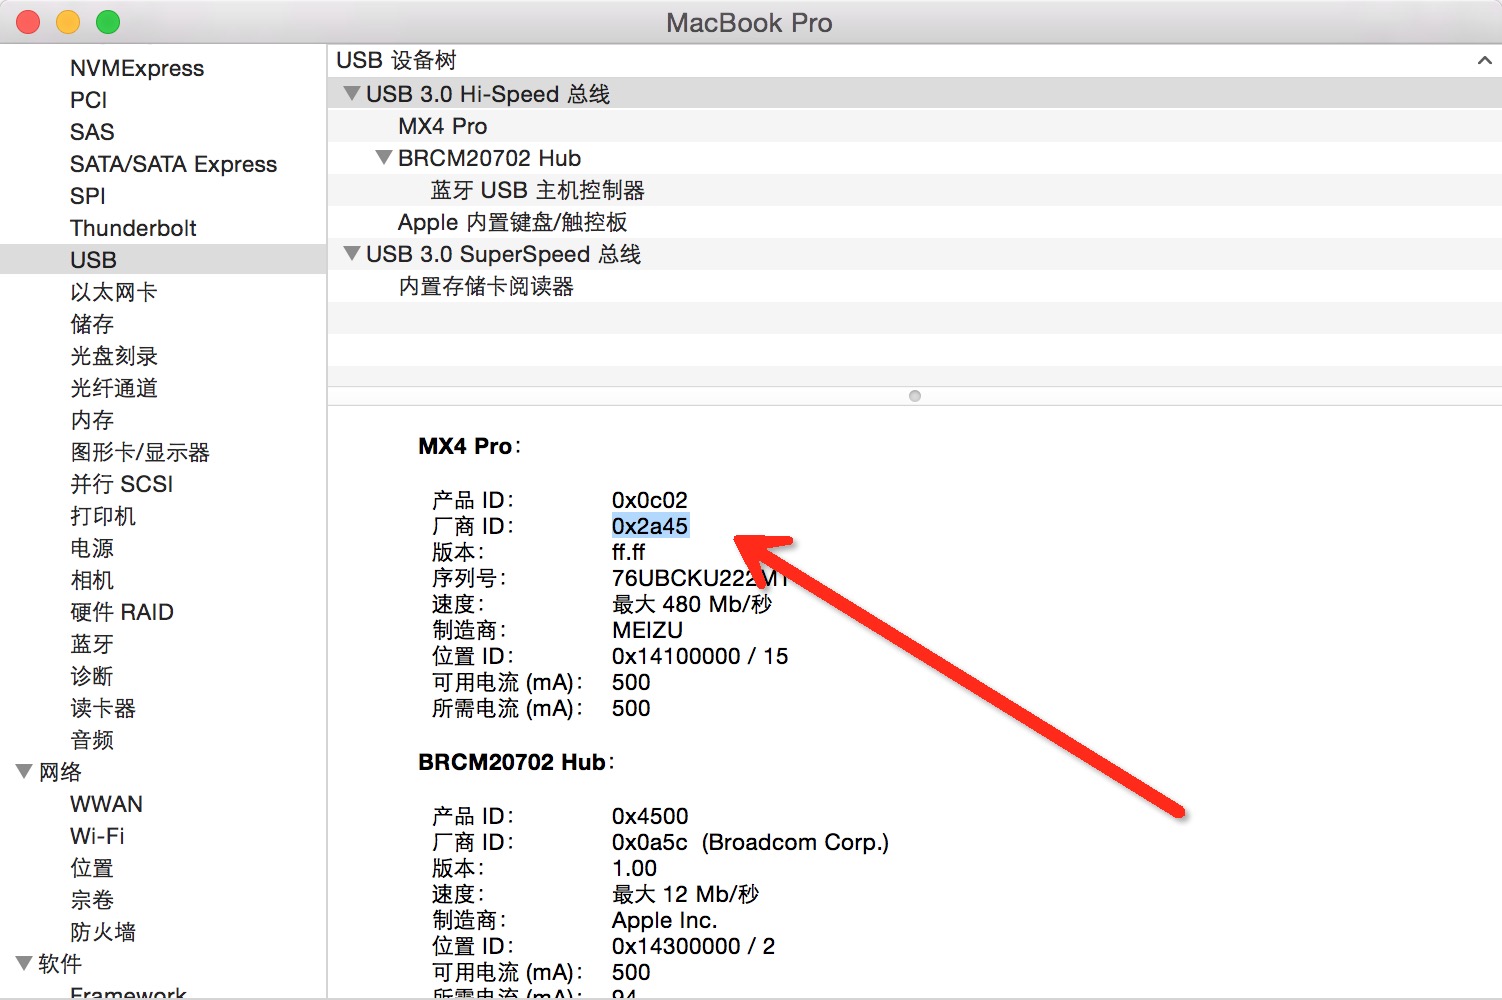 MacBook Pro
NVMExpress
PCI
SAS
SATA/SATA Express
SPI
Thunderbolt
USB
以太网卡
储存
光盘刻录
光纤通道
内存
图形卡/显示器
并行 SCSI
打印机
电源
相机
硬件 RAID
蓝牙
诊断
读卡器
音频
网络
WWAN
Wi-Fi
位置
宗卷
防火墙
软件
Framework
USB 设备树
USB 3.0 Hi-Speed 总线
MX4 Pro
BRCM20702 Hub
蓝牙 USB 主机控制器
Apple 内置键盘/触控板
USB 3.0 SuperSpeed 总线
内置存储卡阅读器
MX4 Pro：
产品 ID： 0x0c02
厂商 ID： 0x2a45
版本： ff.ff
序列号：
速度： 最大 480 Mb/秒
制造商： MEIZU
位置 ID： 0x14100000 / 15
可用电流 (mA)： 500
所需电流 (mA)： 500
BRCM20702 Hub：
产品 ID： 0x4500
厂商 ID： 0x0a5c (Broadcom Corp.)
版本： 1.00
速度： 最大 12 Mb/秒
制造商： Apple Inc.
位置 ID： 0x14300000 / 2
可用电流 (mA)： 500
所需电流 (mA)： 94